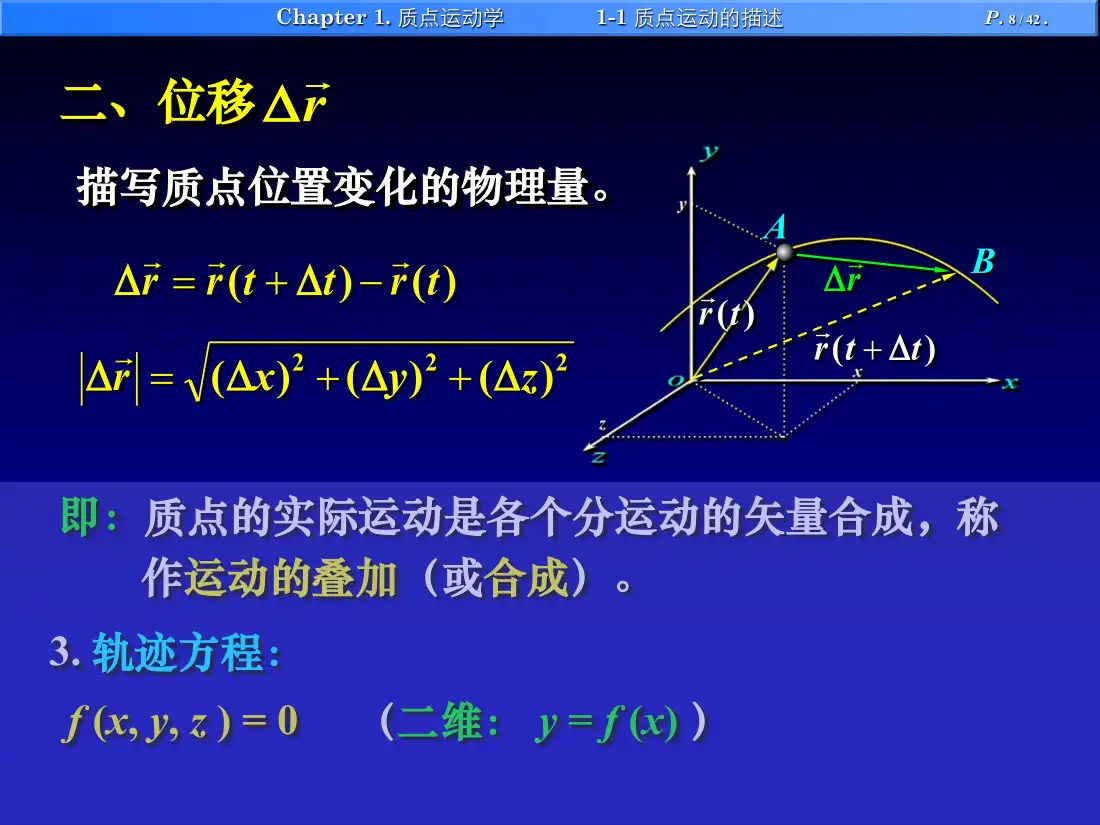 Chapter 1. 质点运动学 1-1 质点运动的描述 P. 8 / 42 .
二、位移 Δr⃗
描写质点位置变化的物理量。
Δr⃗ = r⃗(t + Δt) − r⃗(t)
|Δr⃗| = √(Δx)² + (Δy)² + (Δz)²
y
y
A
B
Δr⃗
r⃗(t)
r⃗(t + Δt)
x
o
x
z
z
即：质点的实际运动是各个分运动的矢量合成，称
作运动的叠加（或合成）。
3. 轨迹方程：
f (x, y, z ) = 0 （二维： y = f (x) ）